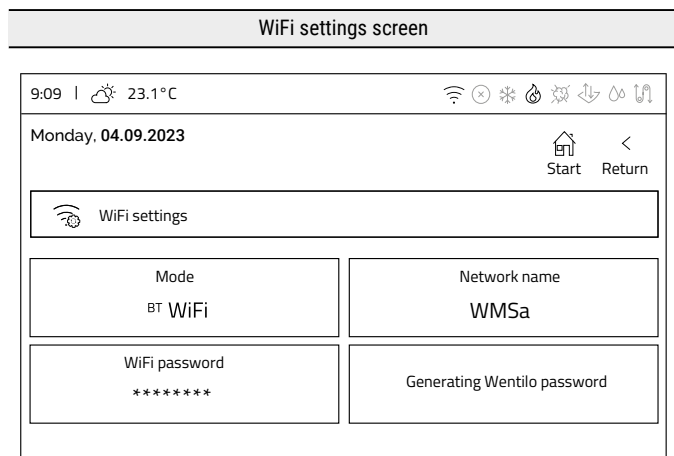 WiFi settings screen
9:09 | 23.1°C
Monday, 04.09.2023
Start Return
WiFi settings
Mode
BT WiFi
Network name
WMSa
WiFi password
********
Generating Wentilo password